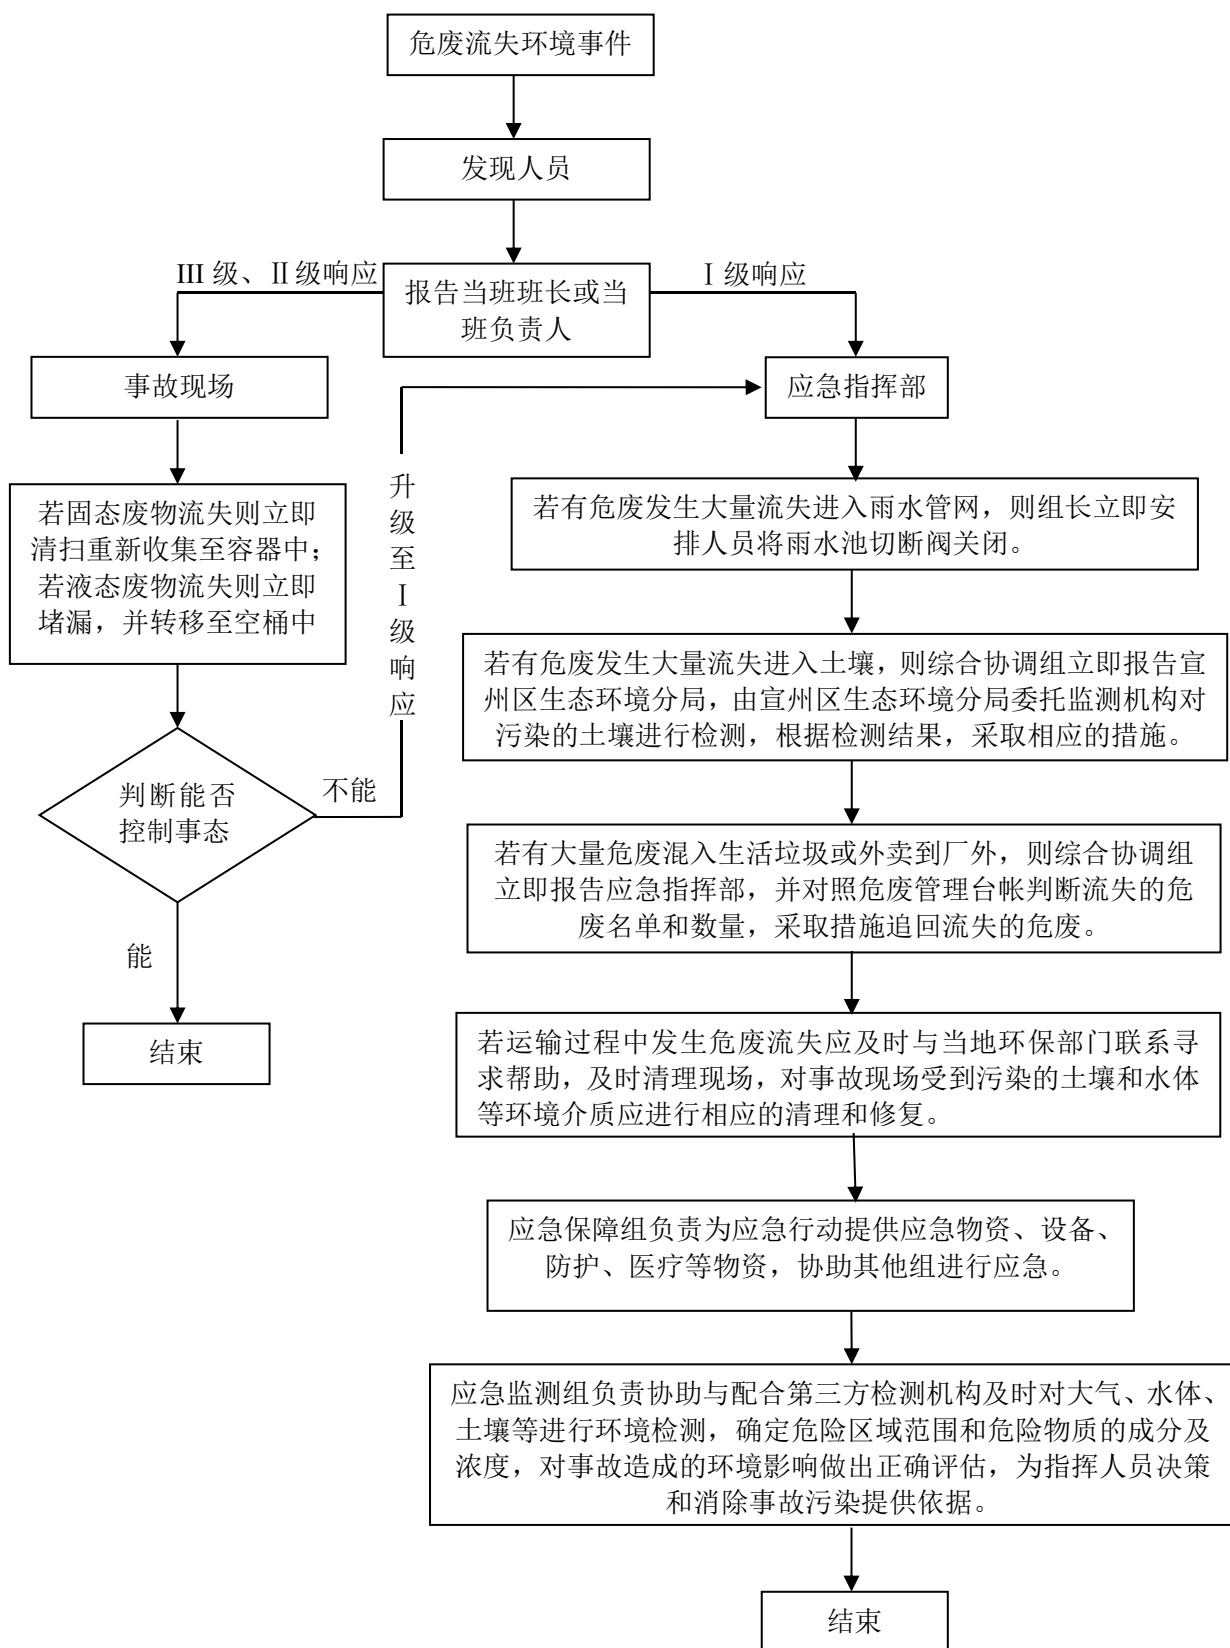 危废流失环境事件
发现人员
III 级、Ⅱ级响应
报告当班班长或当
班负责人
Ⅰ级响应
事故现场
应急指挥部
若固态废物流失则立即
清扫重新收集至容器中；
若液态废物流失则立即
堵漏，并转移至空桶中
升
级
至
Ⅰ
级
响
应
若有危废发生大量流失进入雨水管网，则组长立即安
排人员将雨水池切断阀关闭。
若有危废发生大量流失进入土壤，则综合协调组立即报告宣
州区生态环境分局，由宣州区生态环境分局委托监测机构对
污染的土壤进行检测，根据检测结果，采取相应的措施。
判断能否
控制事态
不能
若有大量危废混入生活垃圾或外卖到厂外，则综合协调组
立即报告应急指挥部，并对照危废管理台帐判断流失的危
废名单和数量，采取措施追回流失的危废。
能
结束
若运输过程中发生危废流失应及时与当地环保部门联系寻
求帮助，及时清理现场，对事故现场受到污染的土壤和水体
等环境介质应进行相应的清理和修复。
应急保障组负责为应急行动提供应急物资、设备、
防护、医疗等物资，协助其他组进行应急。
应急监测组负责协助与配合第三方检测机构及时对大气、水体、
土壤等进行环境检测，确定危险区域范围和危险物质的成分及
浓度，对事故造成的环境影响做出正确评估，为指挥人员决策
和消除事故污染提供依据。
结束